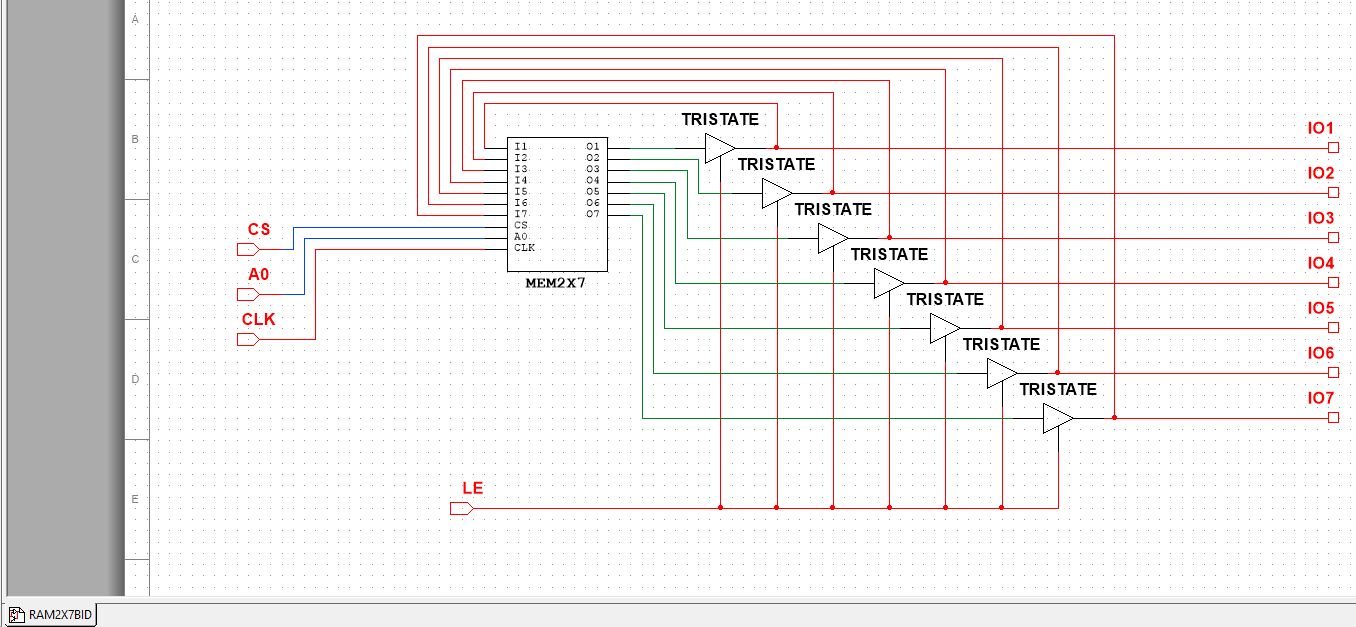 A
B
C
D
E
TRISTATE
TRISTATE
TRISTATE
TRISTATE
TRISTATE
TRISTATE
TRISTATE
IO1
IO2
IO3
IO4
IO5
IO6
IO7
I1 O1
I2 O2
I3 O3
I4 O4
I5 O5
I6 O6
I7 O7
CS
A0
CLK
MEM2X7
CS
A0
CLK
LE
RAM2X7BID